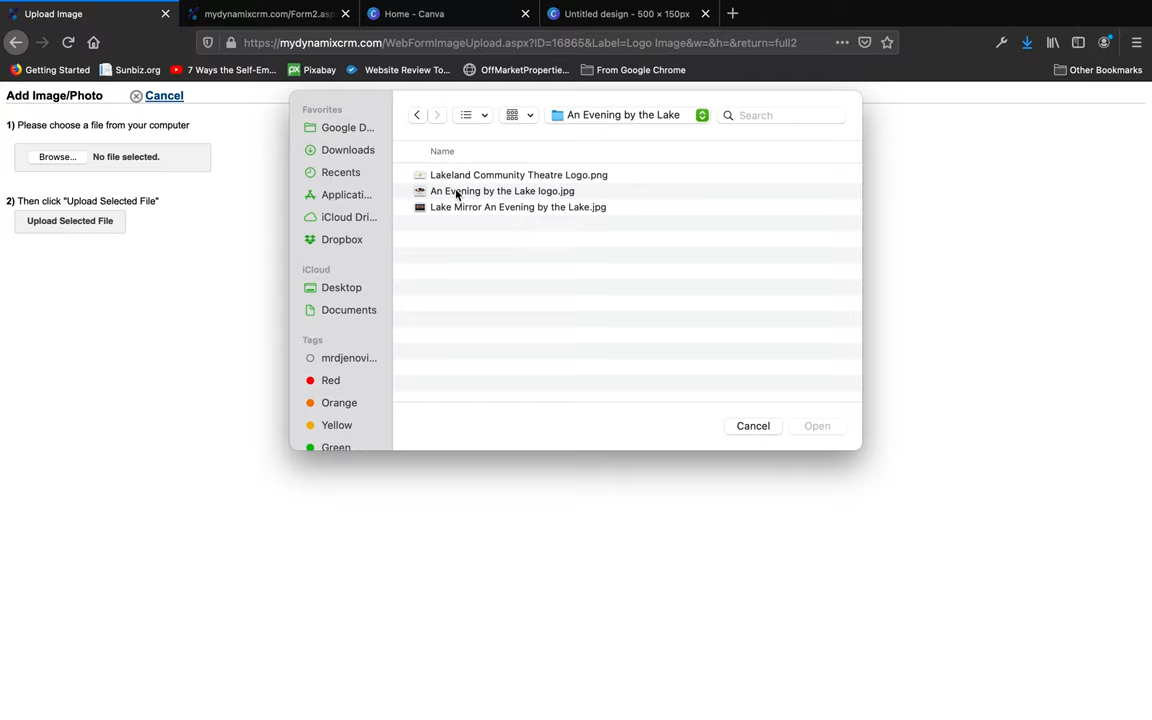 Upload Image
mydynamixcrm.com/Form2.asp
Home - Canva
Untitled design - 500 × 150px
https://mydynamixcrm.com/WebFormImageUpload.aspx?ID=16865&Label=Logo Image&w=&h=&return=full2
Getting Started
Sunbiz.org
7 Ways the Self-Em...
PX Pixabay
Website Review To...
OffMarketPropertie...
From Google Chrome
Other Bookmarks
Add Image/Photo
Cancel
1) Please choose a file from your computer
Browse... No file selected.
2) Then click "Upload Selected File"
Upload Selected File
Favorites
Google D...
Downloads
Recents
Applicati...
iCloud Dri...
Dropbox
iCloud
Desktop
Documents
Tags
mrdjenovi...
Red
Orange
Yellow
Green
An Evening by the Lake
Search
Name
Lakeland Community Theatre Logo.png
An Evening by the Lake logo.jpg
Lake Mirror An Evening by the Lake.jpg
Cancel
Open